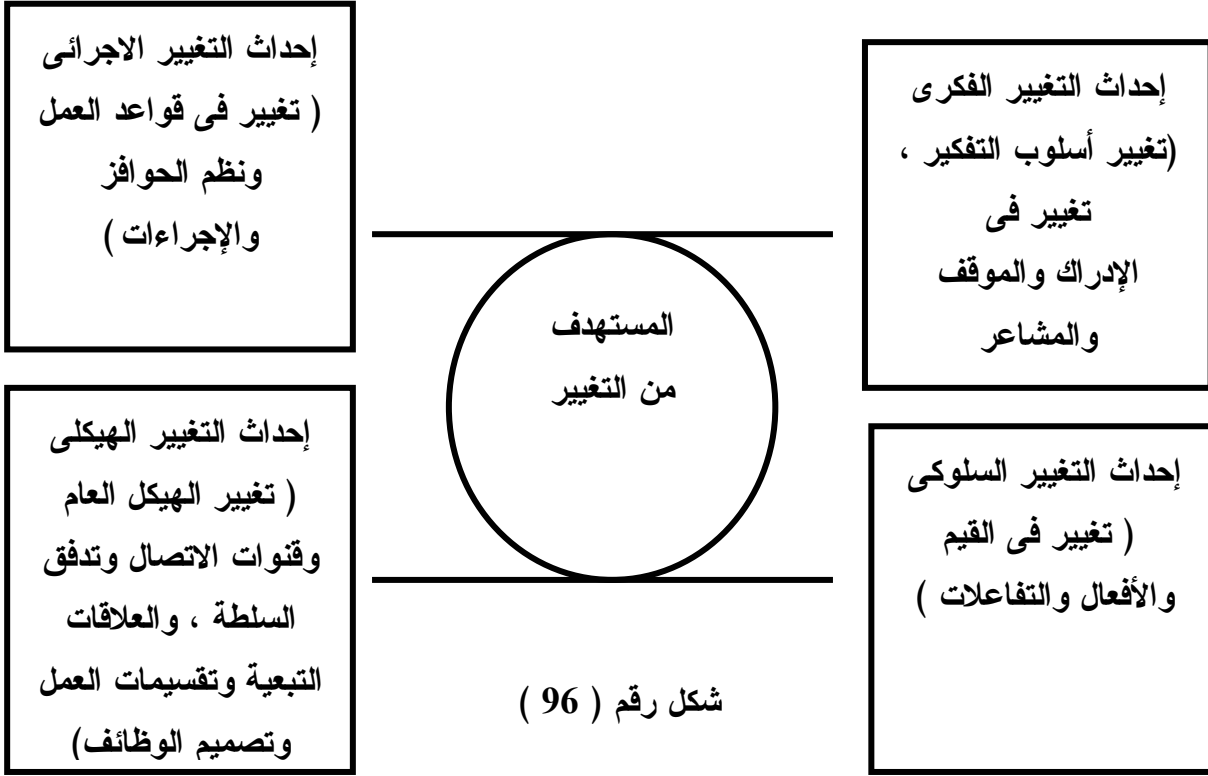 إحداث التغيير الفكرى
(تغيير أسلوب التفكير ،
تغيير فى
الإدراك والموقف
والمشاعر
إحداث التغيير الاجرائى
( تغيير فى قواعد العمل
ونظم الحوافز
والإجراءات )
المستهدف
من التغيير
إحداث التغيير السلوكى
( تغيير فى القيم
والأفعال والتفاعلات )
إحداث التغيير الهيكلى
( تغيير الهيكل العام
وقنوات الاتصال وتدفق
السلطة ، والعلاقات
التبعية وتقسيمات العمل
وتصميم الوظائف)
شكل رقم ( 96 )